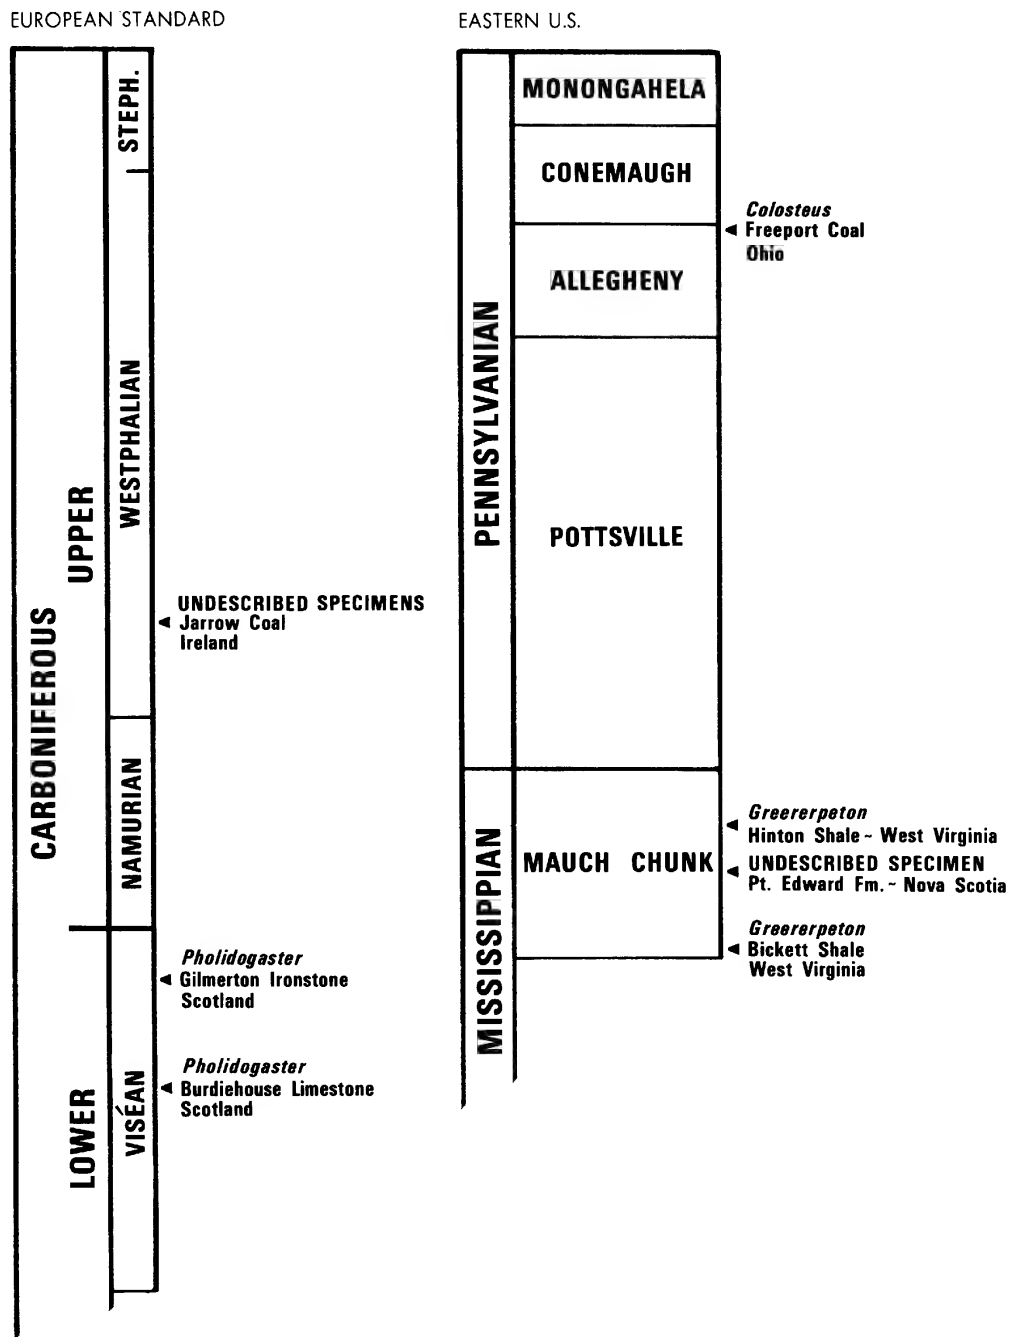 EUROPEAN STANDARD
CARBONIFEROUS
UPPER
LOWER
STEPH.
WESTPHALIAN
NAMURIAN
VISÉAN
UNDESCRIBED SPECIMENS
Jarrow Coal
Ireland
Pholidogaster
Gilmerton Ironstone
Scotland
Pholidogaster
Burdiehouse Limestone
Scotland
EASTERN U.S.
PENNSYLVANIAN
MISSISSIPPIAN
MONONGAHELA
CONEMAUGH
ALLEGHENY
POTTSVILLE
MAUCH CHUNK
Colosteus
Freeport Coal
Ohio
Greererpeton
Hinton Shale ~ West Virginia
UNDESCRIBED SPECIMEN
Pt. Edward Fm. ~ Nova Scotia
Greererpeton
Bickett Shale
West Virginia